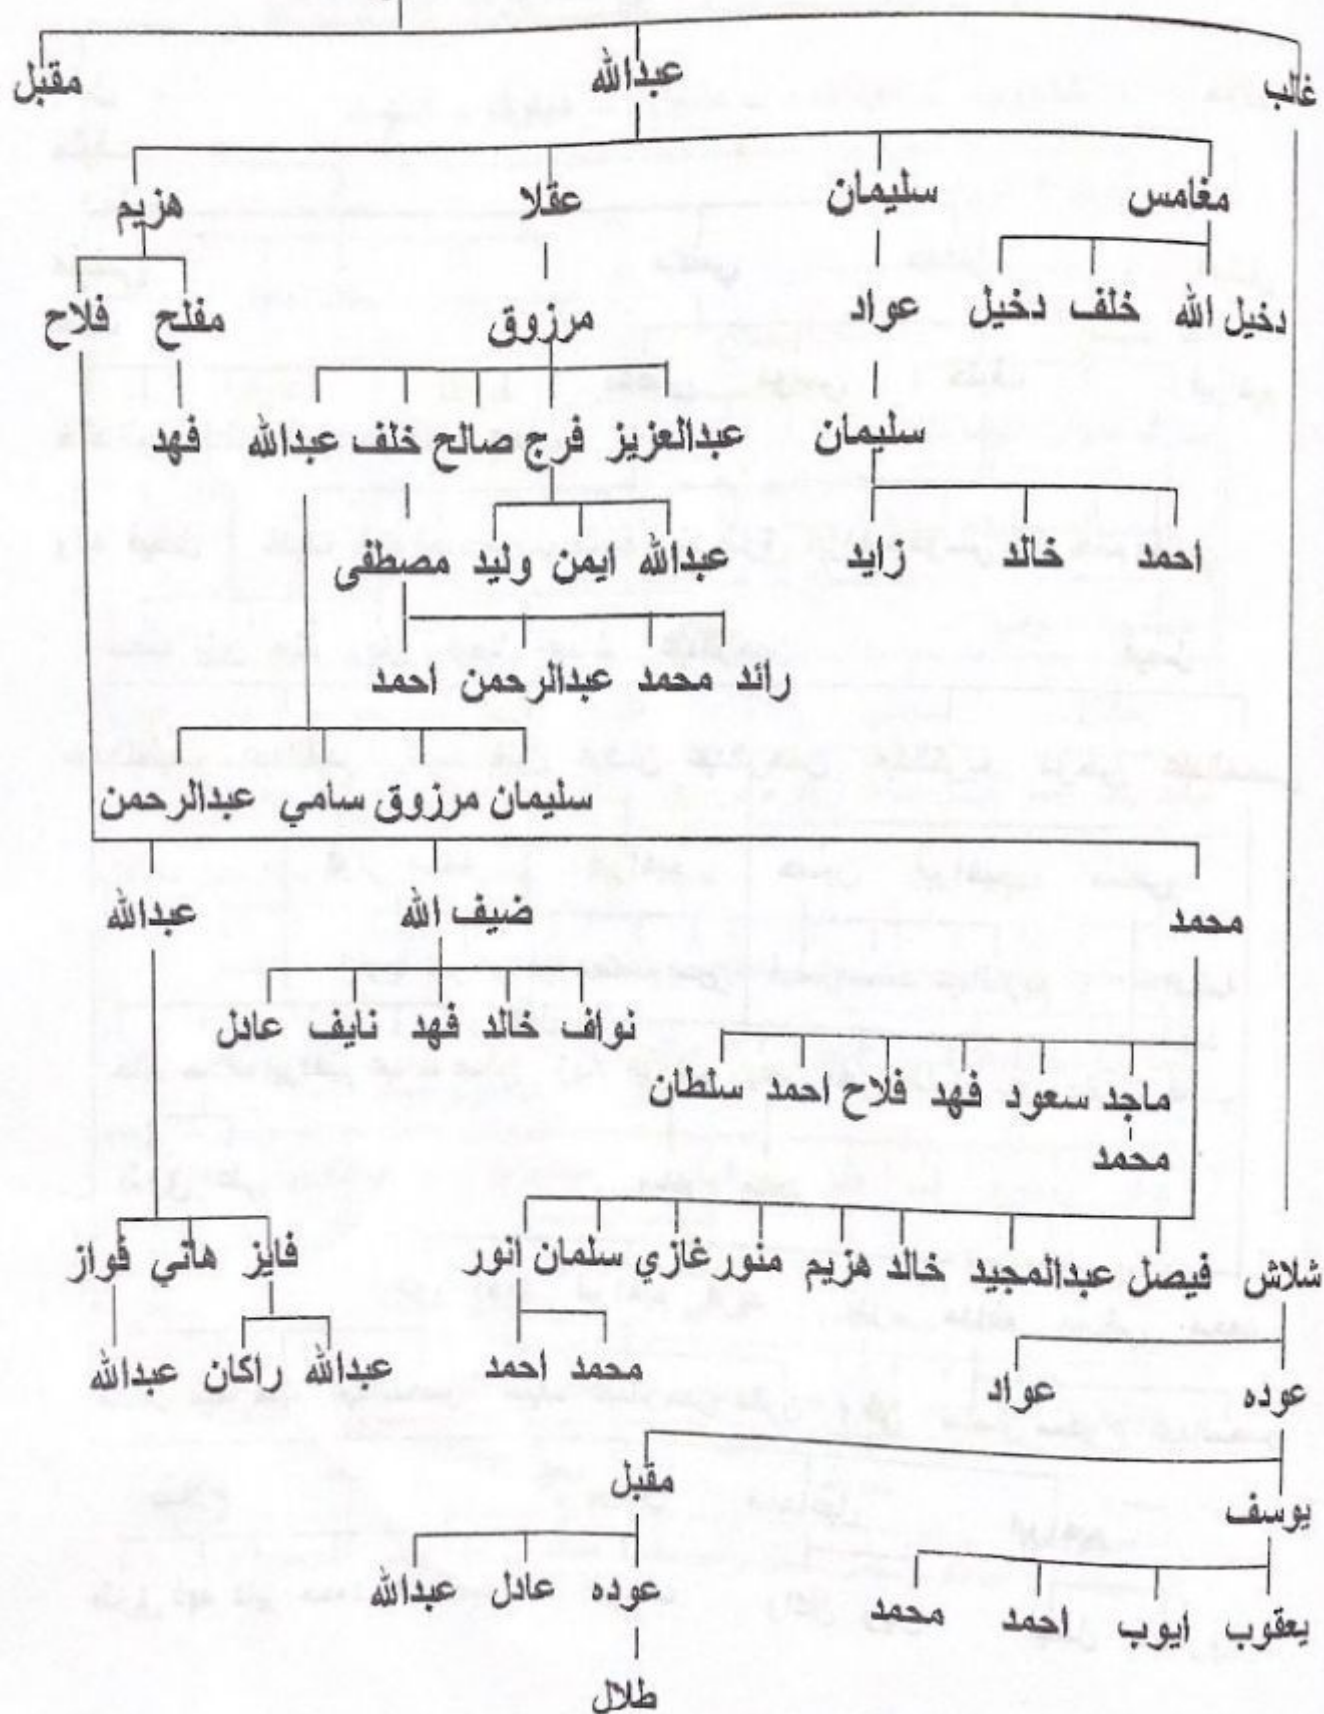 غالب عبدالله مقبل
مغامس سليمان عقلا هزيم
دخيل الله خلف دخيل عواد مرزوق مفلح فلاح
سليمان عبدالعزيز فرج صالح خلف عبدالله فهد
احمد خالد زايد عبدالله ايمن وليد مصطفى
رائد محمد عبدالرحمن احمد
سليمان مرزوق سامي عبدالرحمن
محمد ضيف الله عبدالله
نواف خالد فهد نايف عادل
ماجد سعود فهد فلاح احمد سلطان
محمد
شلاش فيصل عبدالمجيد خالد هزيم منور غازي سلمان انور فايز هاني فواز
عوده عواد محمد احمد عبدالله راكان عبدالله
مقبل
يوسف
عوده عادل عبدالله
يعقوب ايوب احمد محمد
طلال